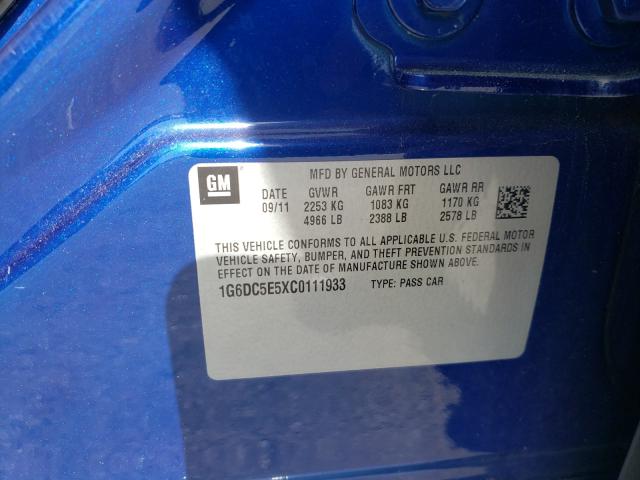 GM
MFD BY GENERAL MOTORS LLC
DATE GVWR GAWR FRT GAWR RR
09/11 2253 KG 1083 KG 1170 KG
4966 LB 2388 LB 2578 LB
THIS VEHICLE CONFORMS TO ALL APPLICABLE U.S. FEDERAL MOTOR
VEHICLE SAFETY, BUMPER, AND THEFT PREVENTION STANDARDS IN
EFFECT ON THE DATE OF MANUFACTURE SHOWN ABOVE.
1G6DC5E5XC0111933 TYPE: PASS CAR